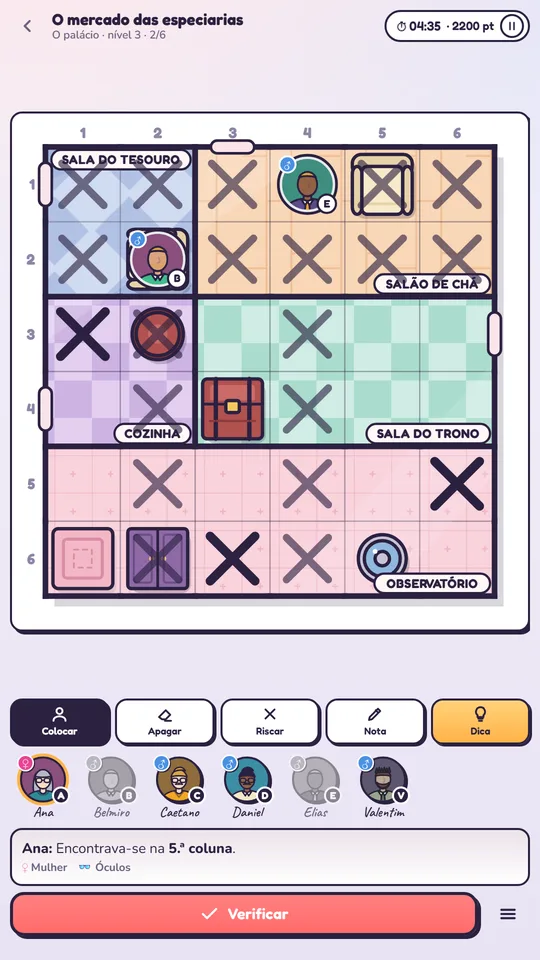 O mercado das especiarias
O palácio · nível 3 · 2/6
04:35 · 2200 pt
1 2 3 4 5 6
SALA DO TESOURO
1
E
2
B
SALÃO DE CHÁ
3
4
COZINHA
SALA DO TRONO
5
6
OBSERVATÓRIO
Colocar
Apagar
Riscar
Nota
Dica
A B C D E V
Ana Belmiro Caetano Daniel Elias Valentim
Ana: Encontrava-se na 5.ª coluna.
Mulher Óculos
Verificar